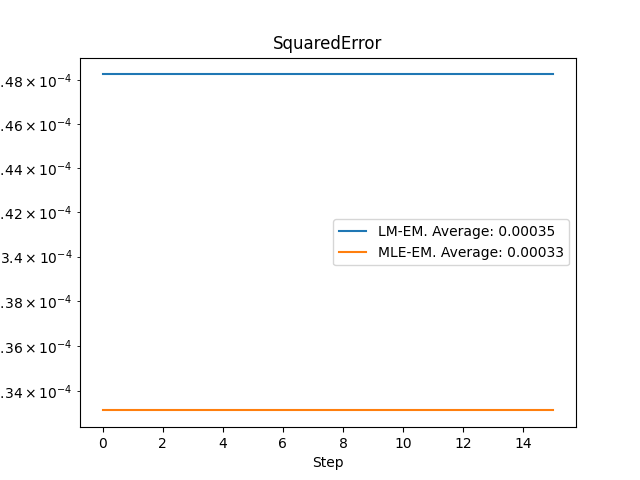 SquaredError
.48 × 10⁻⁴
.46 × 10⁻⁴
.44 × 10⁻⁴
.42 × 10⁻⁴
3.4 × 10⁻⁴
.38 × 10⁻⁴
.36 × 10⁻⁴
.34 × 10⁻⁴
LM-EM. Average: 0.00035
MLE-EM. Average: 0.00033
0 2 4 6 8 10 12 14
Step